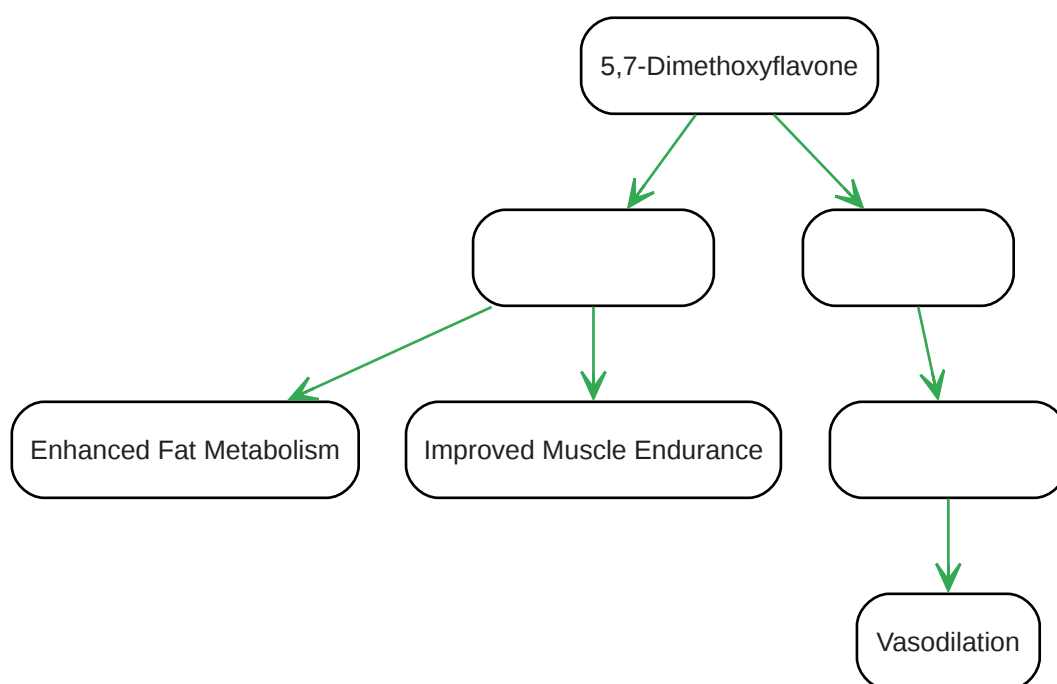 5,7-Dimethoxyflavone
Enhanced Fat Metabolism
Improved Muscle Endurance
Vasodilation